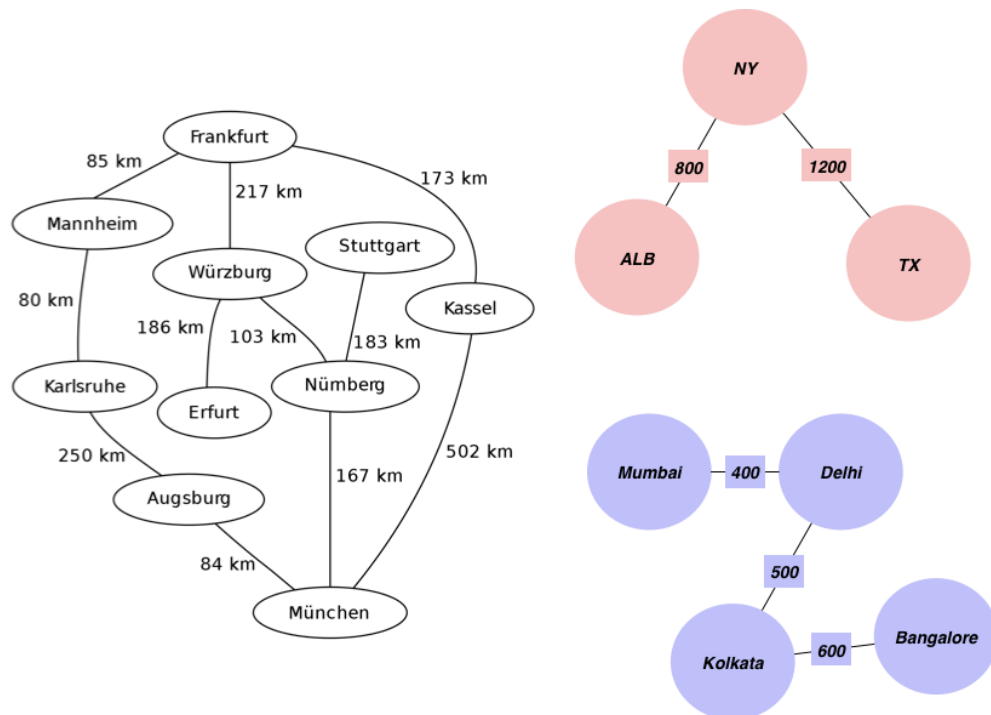 Frankfurt
85 km
217 km
173 km
Mannheim
Stuttgart
Würzburg
Kassel
80 km
186 km
103 km
183 km
Karlsruhe
Erfurt
Nürnberg
250 km
502 km
167 km
Augsburg
84 km
München
NY
800
1200
ALB
TX
Mumbai
400
Delhi
500
Kolkata
600
Bangalore